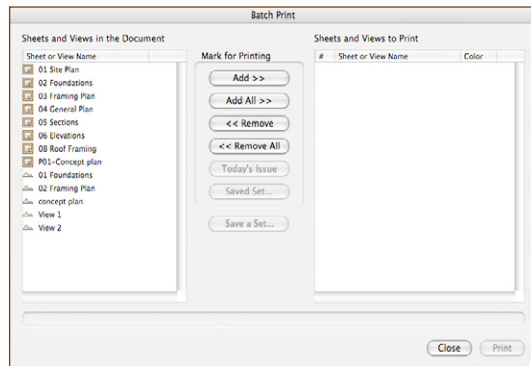 Batch Print
Sheets and Views in the Document
Sheet or View Name
01 Site Plan
02 Foundations
03 Framing Plan
04 General Plan
05 Sections
06 Elevations
08 Roof Framing
P01-Concept plan
01 Foundations
02 Framing Plan
concept plan
View 1
View 2
Mark for Printing
Add >>
Add All >>
<< Remove
<< Remove All
Today's Issue
Saved Set...
Save a Set...
Sheets and Views to Print
# Sheet or View Name Color
Close Print